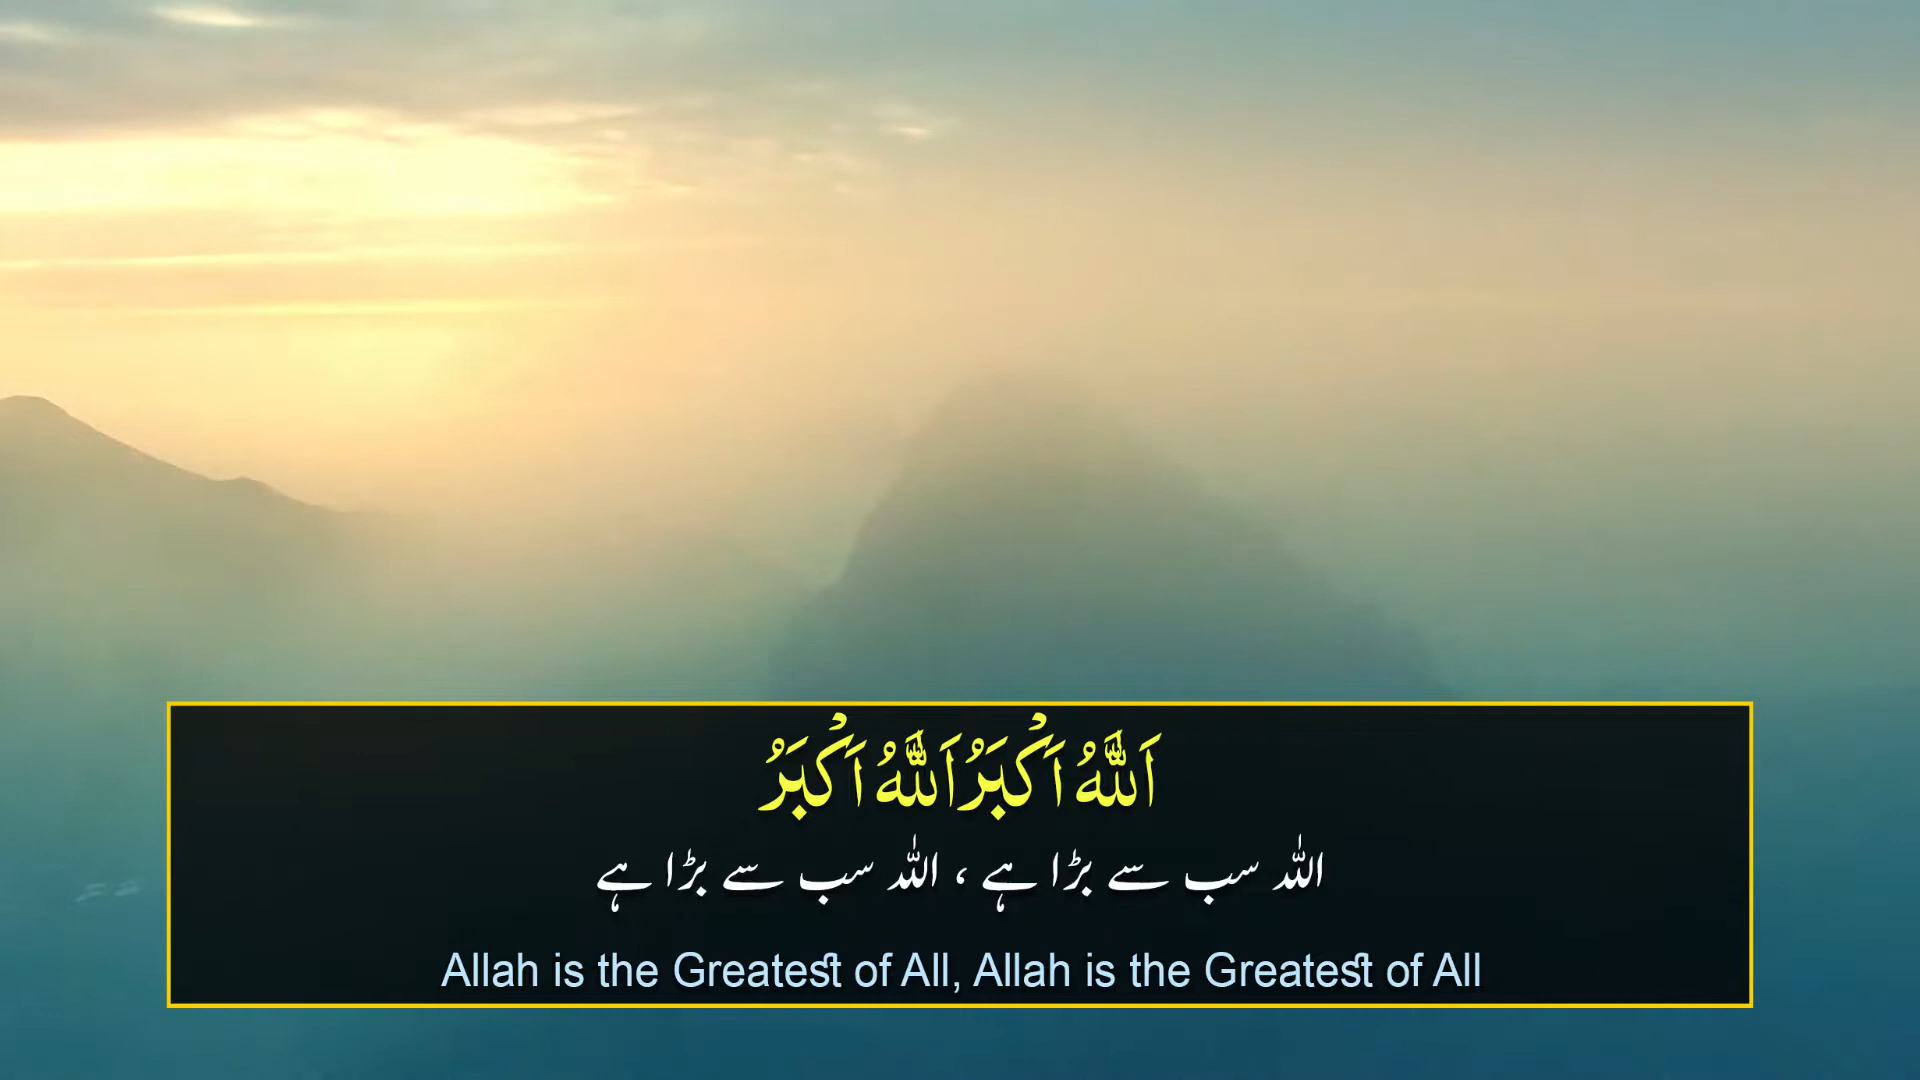 اَللّٰهُ اَكْبَرُ اَللّٰهُ اَكْبَرُ
اللہ سب سے بڑا ہے ، اللہ سب سے بڑا ہے
Allah is the Greatest of All, Allah is the Greatest of All